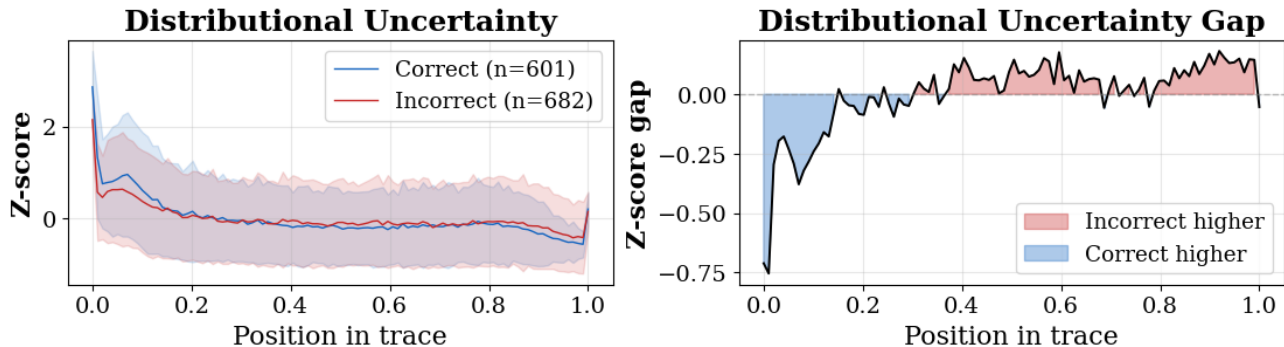 Distributional Uncertainty
Z-score
2
0
0.0 0.2 0.4 0.6 0.8 1.0
Position in trace
Correct (n=601)
Incorrect (n=682)
Distributional Uncertainty Gap
Z-score gap
0.00
−0.25
−0.50
−0.75
0.0 0.2 0.4 0.6 0.8 1.0
Position in trace
Incorrect higher
Correct higher